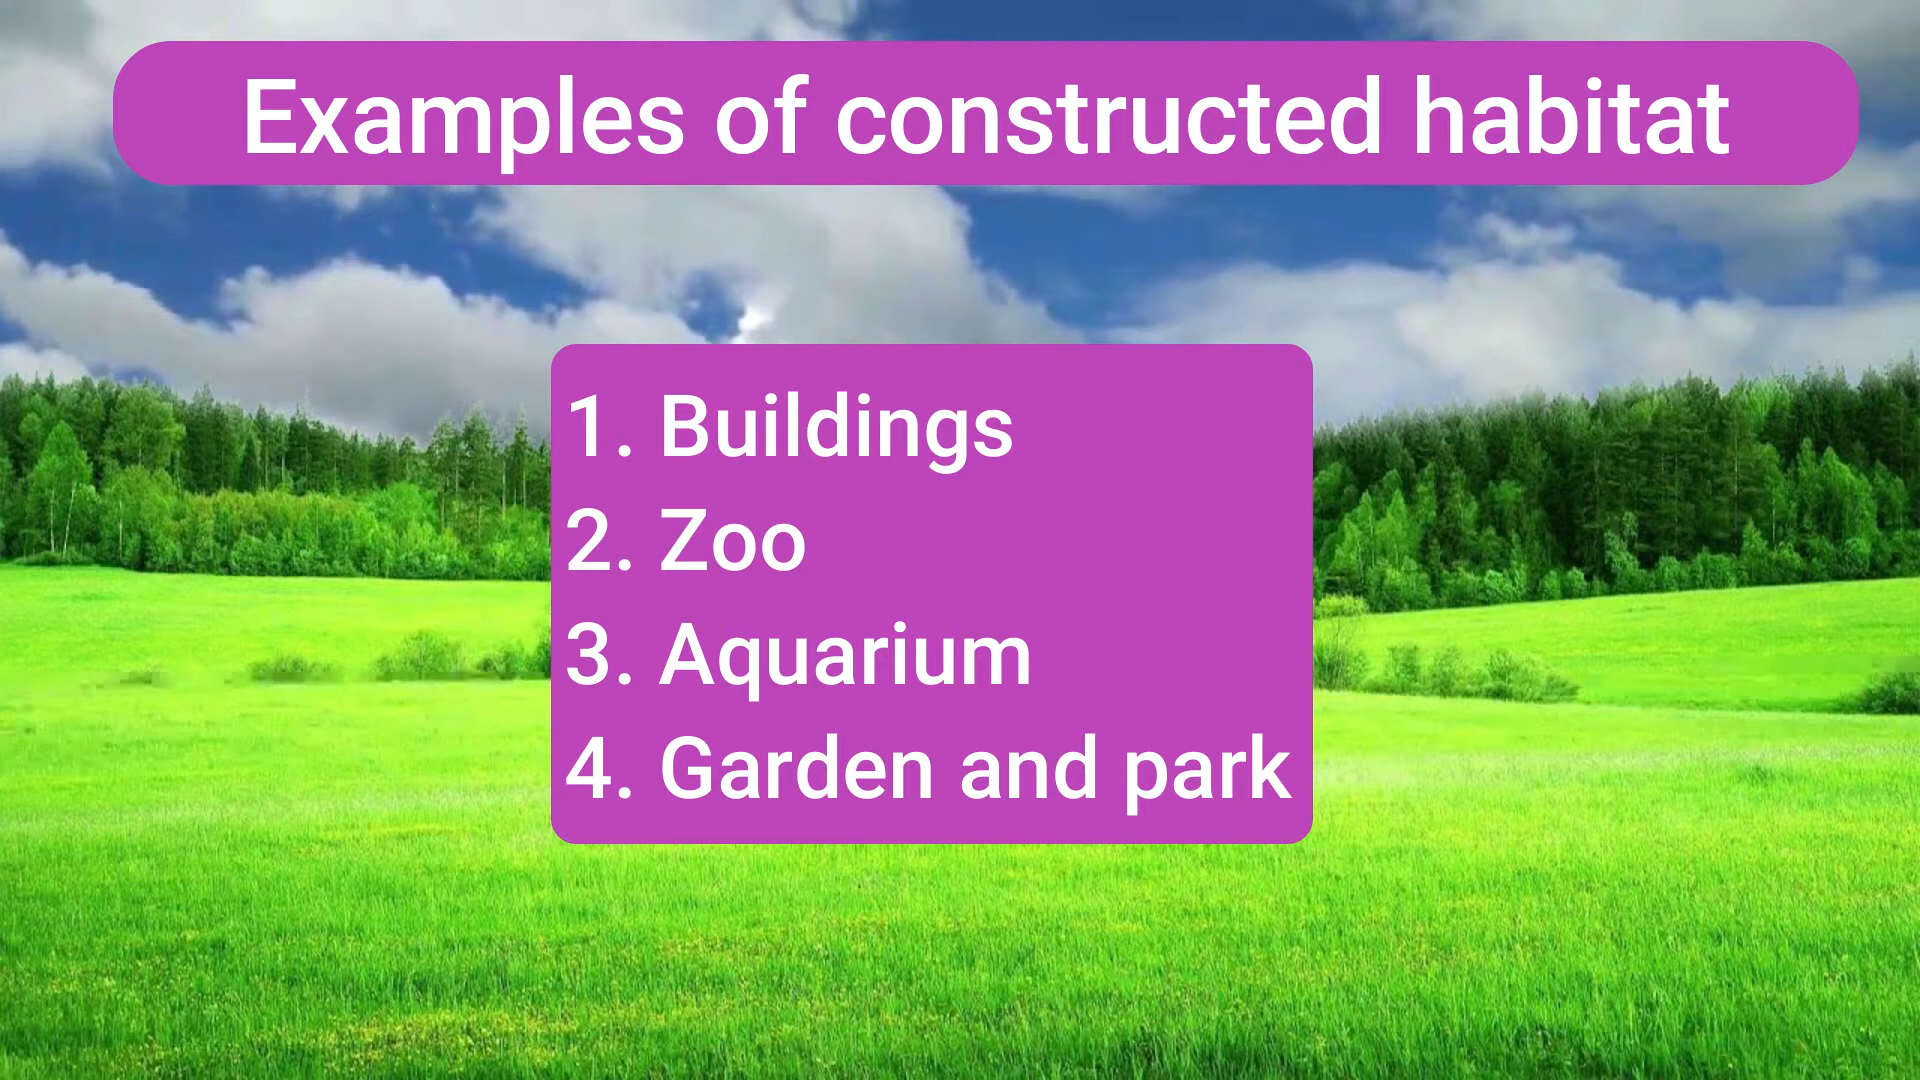 Examples of constructed habitat
1. Buildings
2. Zoo
3. Aquarium
4. Garden and park